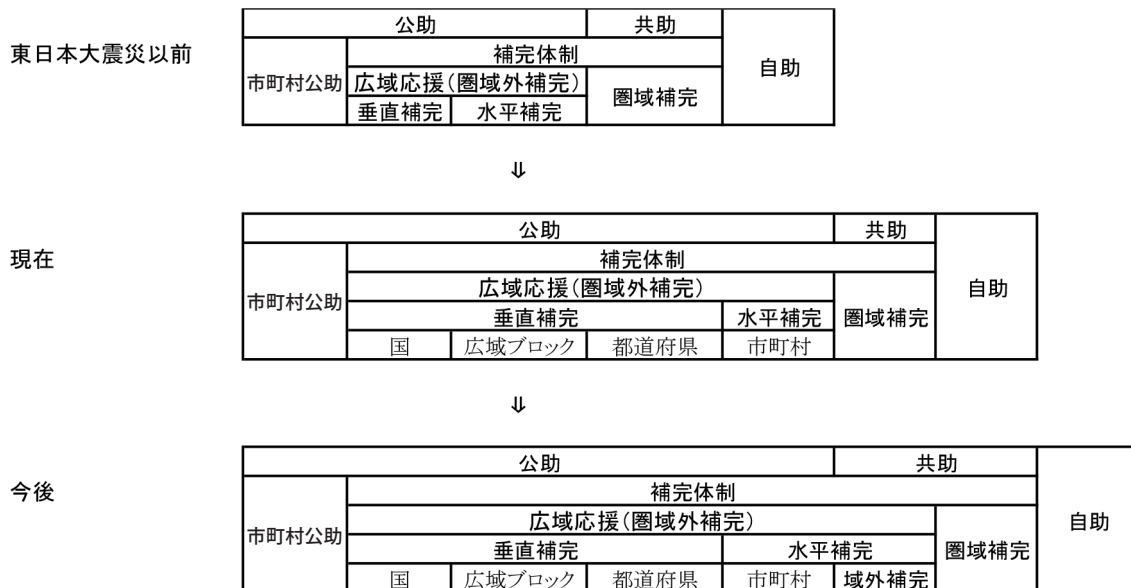 公助 共助
東日本大震災以前
補完体制
自助
市町村公助 広域応援(圏域外補完)
圏域補完
垂直補完 水平補完
⇓
公助 共助
現在
補完体制
広域応援(圏域外補完)
自助
市町村公助
垂直補完 水平補完 圏域補完
国 広域ブロック 都道府県 市町村
⇓
公助 共助
今後
補完体制
広域応援(圏域外補完)
自助
市町村公助
垂直補完 水平補完 圏域補完
国 広域ブロック 都道府県 市町村 域外補完